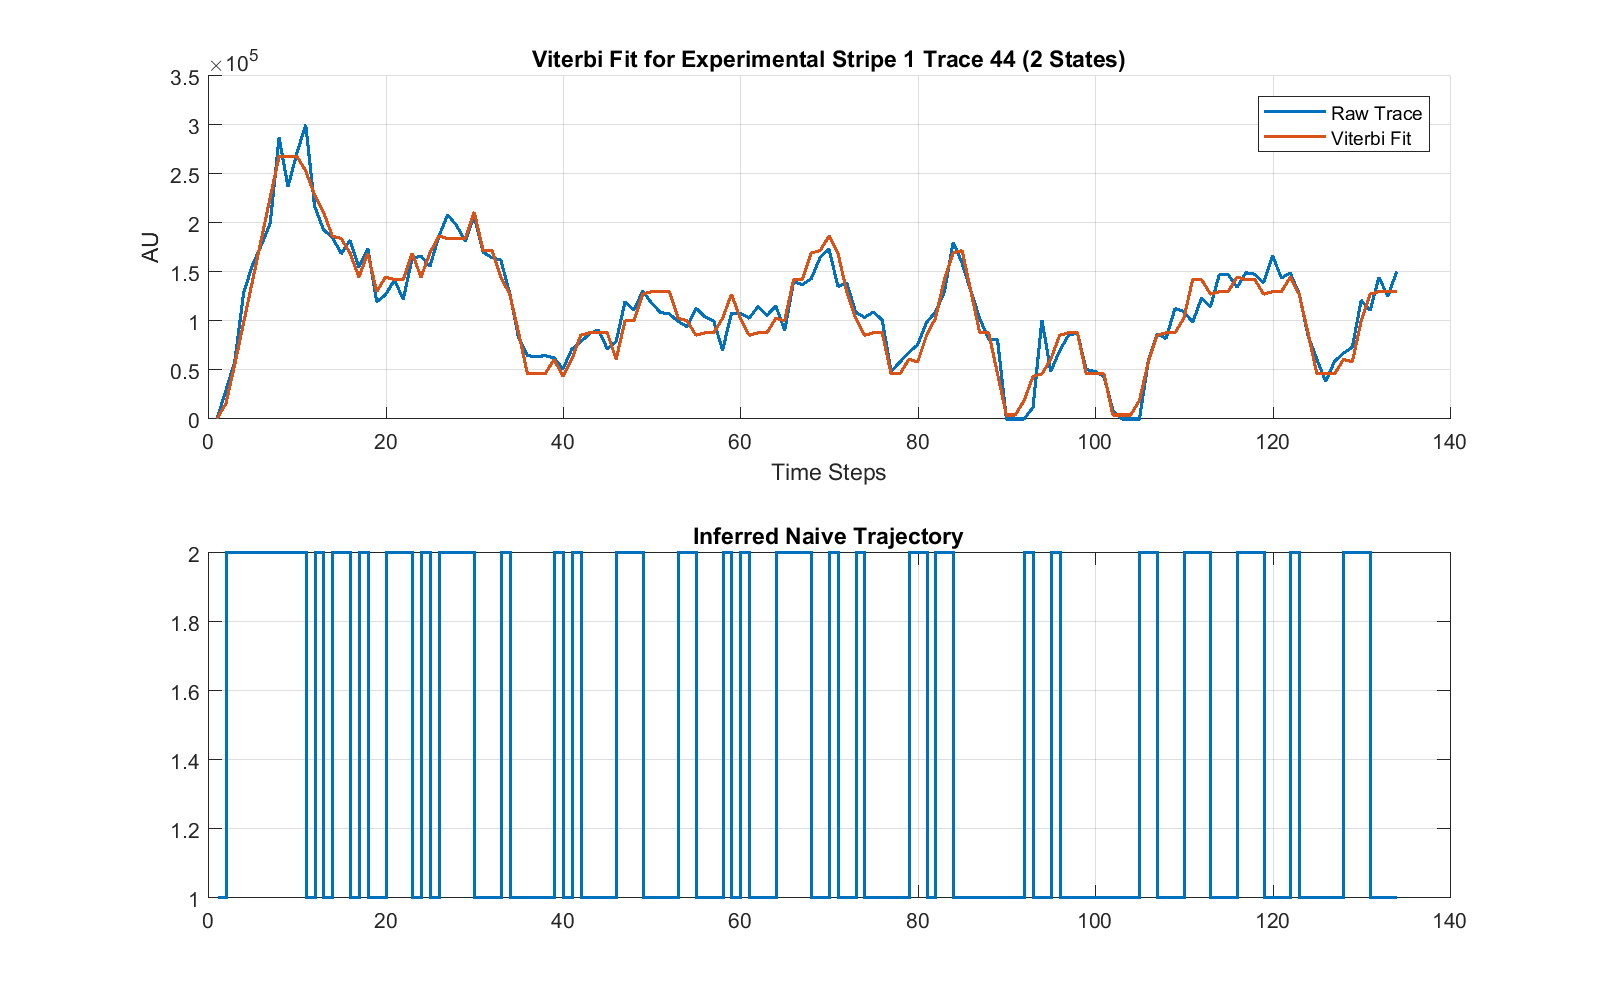 Viterbi Fit for Experimental Stripe 1 Trace 44 (2 States)
×10^5
3.5
3
2.5
2
1.5
1
0.5
0
AU
Raw Trace
Viterbi Fit
0 20 40 60 80 100 120 140
Time Steps
Inferred Naive Trajectory
2
1.8
1.6
1.4
1.2
1
0 20 40 60 80 100 120 140